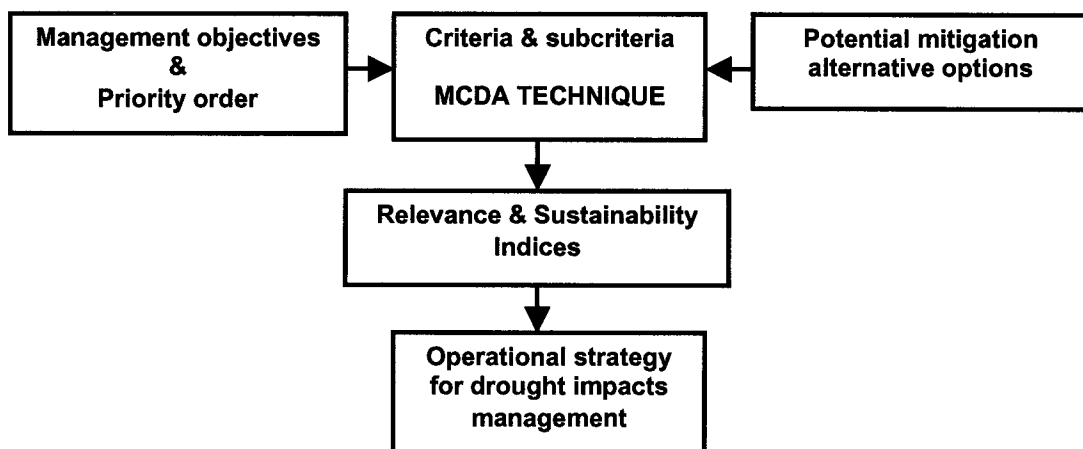 Management objectives
&
Priority order
Criteria & subcriteria
MCDA TECHNIQUE
Potential mitigation
alternative options
Relevance & Sustainability
Indices
Operational strategy
for drought impacts
management